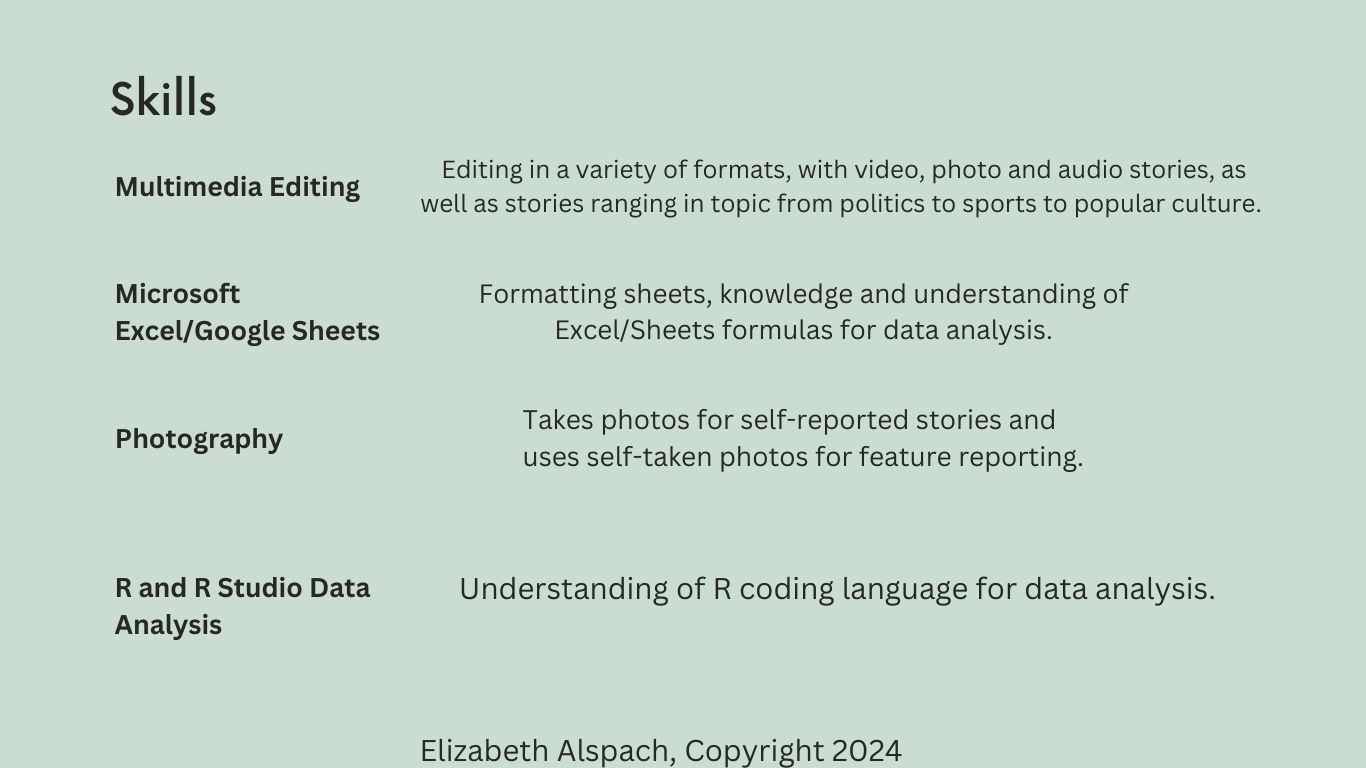 Skills
Multimedia Editing
Editing in a variety of formats, with video, photo and audio stories, as
well as stories ranging in topic from politics to sports to popular culture.
Microsoft
Excel/Google Sheets
Formatting sheets, knowledge and understanding of
Excel/Sheets formulas for data analysis.
Photography
Takes photos for self-reported stories and
uses self-taken photos for feature reporting.
R and R Studio Data
Analysis
Understanding of R coding language for data analysis.
Elizabeth Alspach, Copyright 2024